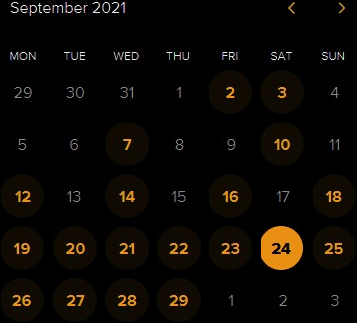 September 2021
MON TUE WED THU FRI SAT SUN
29 30 31 1 2 3 4
5 6 7 8 9 10 11
12 13 14 15 16 17 18
19 20 21 22 23 24 25
26 27 28 29 1 2 3